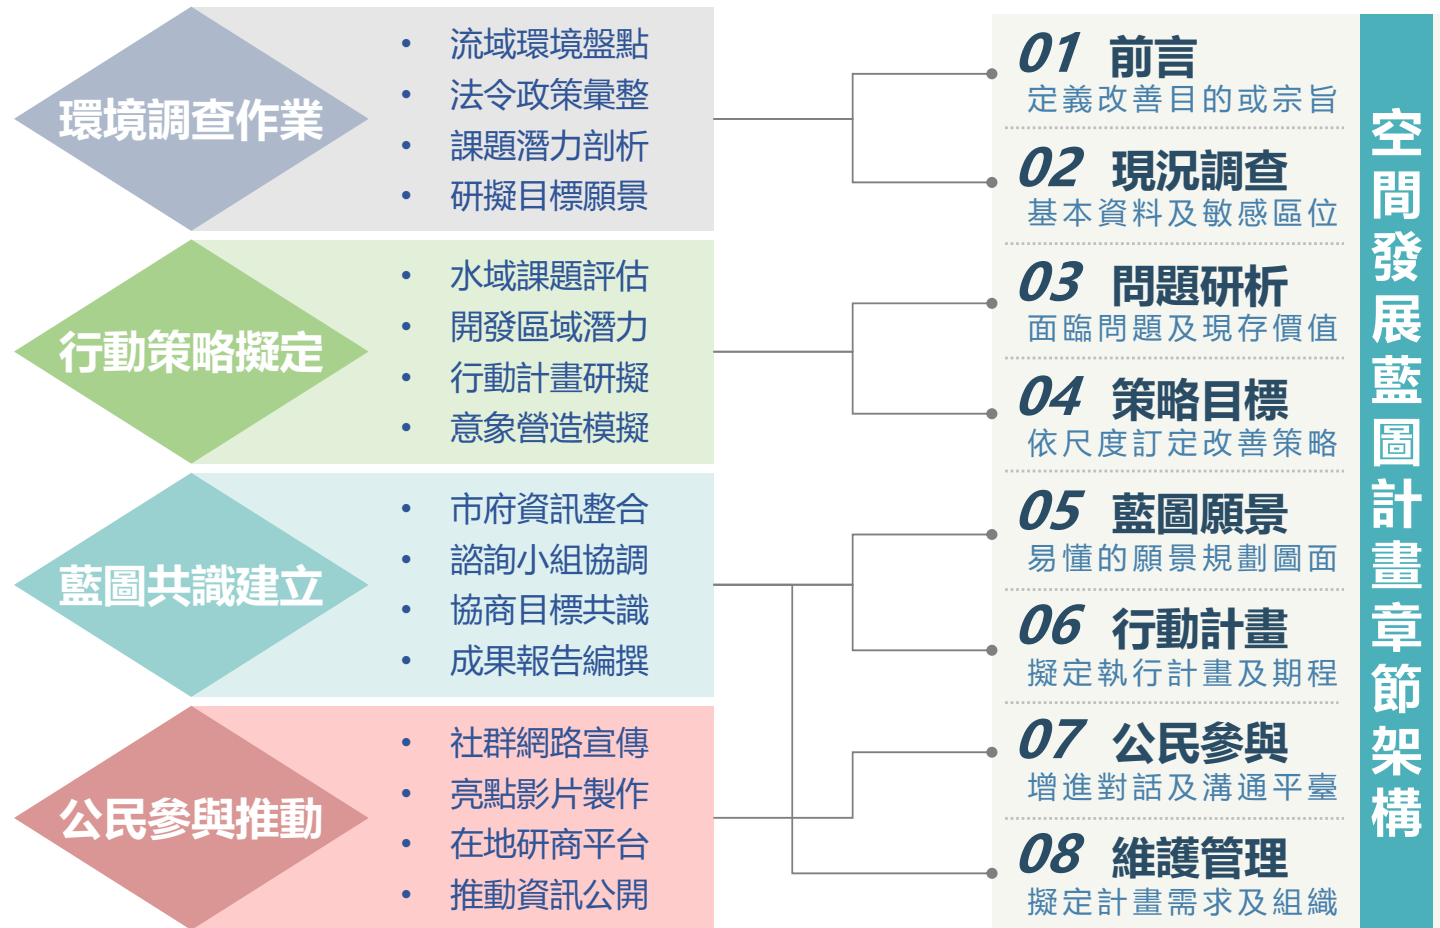 環境調查作業
• 流域環境盤點
• 法令政策彙整
• 課題潛力剖析
• 研擬目標願景
行動策略擬定
• 水域課題評估
• 開發區域潛力
• 行動計畫研擬
• 意象營造模擬
藍圖共識建立
• 市府資訊整合
• 諮詢小組協調
• 協商目標共識
• 成果報告編撰
公民參與推動
• 社群網路宣傳
• 亮點影片製作
• 在地研商平台
• 推動資訊公開
01 前言
定義改善目的或宗旨
02 現況調查
基本資料及敏感區位
03 問題研析
面臨問題及現存價值
04 策略目標
依尺度訂定改善策略
05 藍圖願景
易懂的願景規劃圖面
06 行動計畫
擬定執行計畫及期程
07 公民參與
增進對話及溝通平臺
08 維護管理
擬定計畫需求及組織
空間發展藍圖計畫章節架構